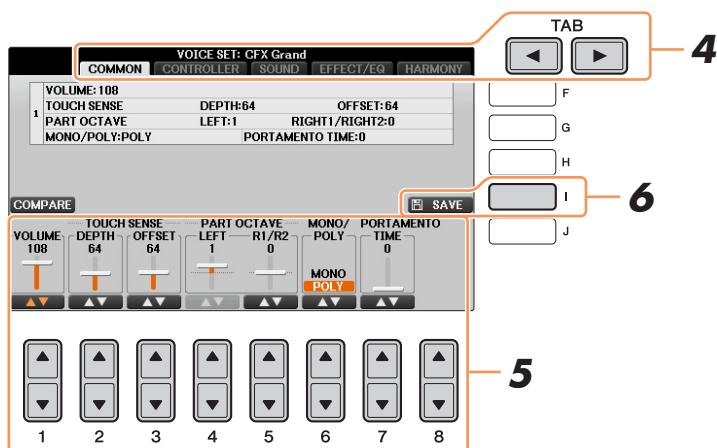 TAB
4
VOICE SET: CFX Grand
COMMON CONTROLLER SOUND EFFECT/EQ HARMONY
F
G
H
I
J
1
VOLUME: 108
TOUCH SENSE DEPTH:64 OFFSET:64
PART OCTAVE LEFT:1 RIGHT1/RIGHT2:0
MONO/POLY:POLY PORTAMENTO TIME:0
COMPARE SAVE
6
TOUCH SENSE PART OCTAVE MONO/ PORTAMENTO
VOLUME DEPTH OFFSET LEFT R1/R2 POLY TIME
108 64 64 1 0 0
MONO
POLY
5
1 2 3 4 5 6 7 8